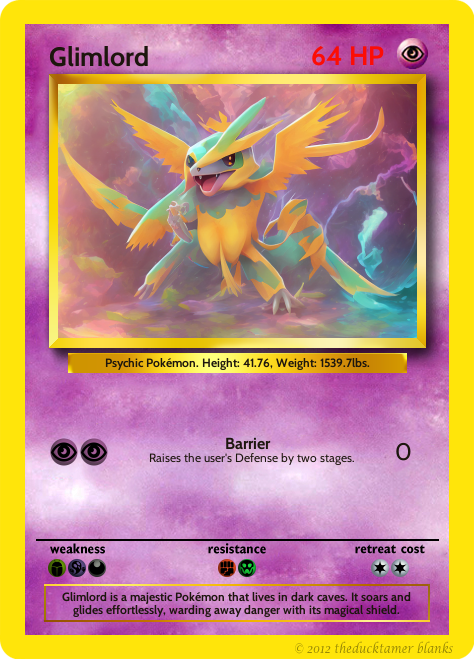 Glimlord
64 HP
Psychic Pokémon. Height: 41.76, Weight: 1539.7lbs.
Barrier
Raises the user's Defense by two stages.
0
weakness
resistance
retreat cost
Glimlord is a majestic Pokémon that lives in dark caves. It soars and
glides effortlessly, warding away danger with its magical shield.
© 2012 theducktamer blanks